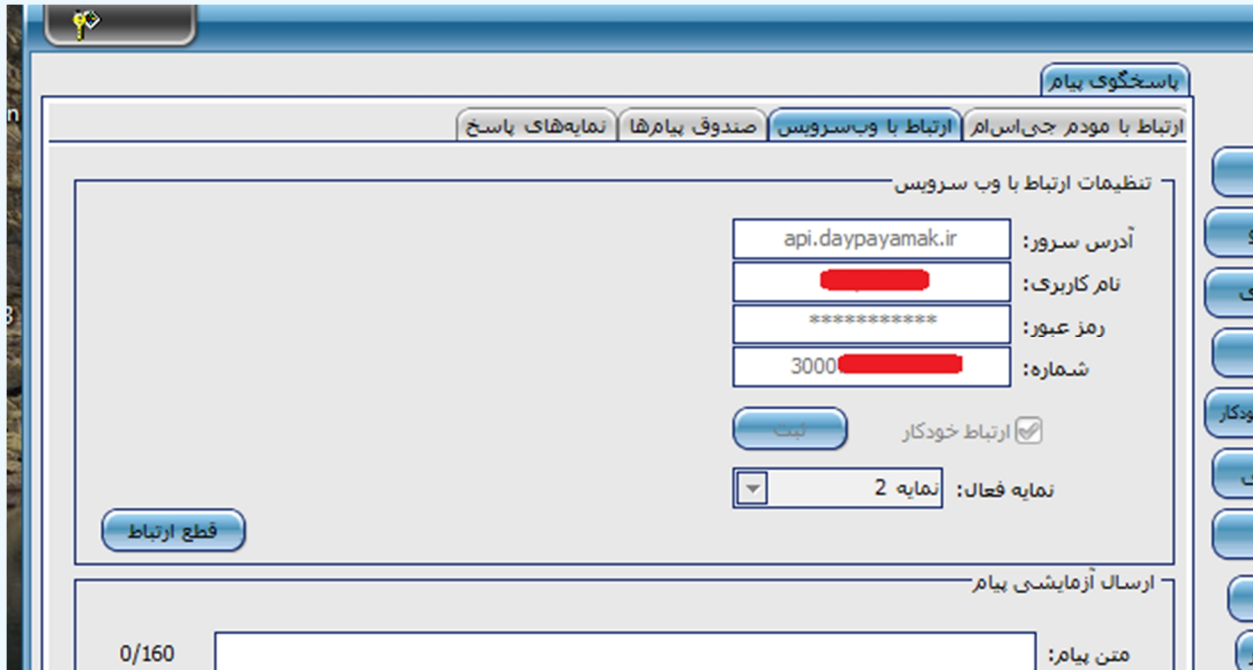 پاسخگوی پیام
ارتباط با مودم جی‌اس‌ام ارتباط با وب‌سرویس صندوق پیام‌ها نمایه‌های پاسخ
تنظیمات ارتباط با وب سرویس
آدرس سرور: api.daypayamak.ir
نام کاربری:
رمز عبور: ***********
شماره: 3000
ارتباط خودکار ثبت
نمایه فعال: نمایه 2
قطع ارتباط
ارسال آزمایشی پیام
متن پیام: 0/160